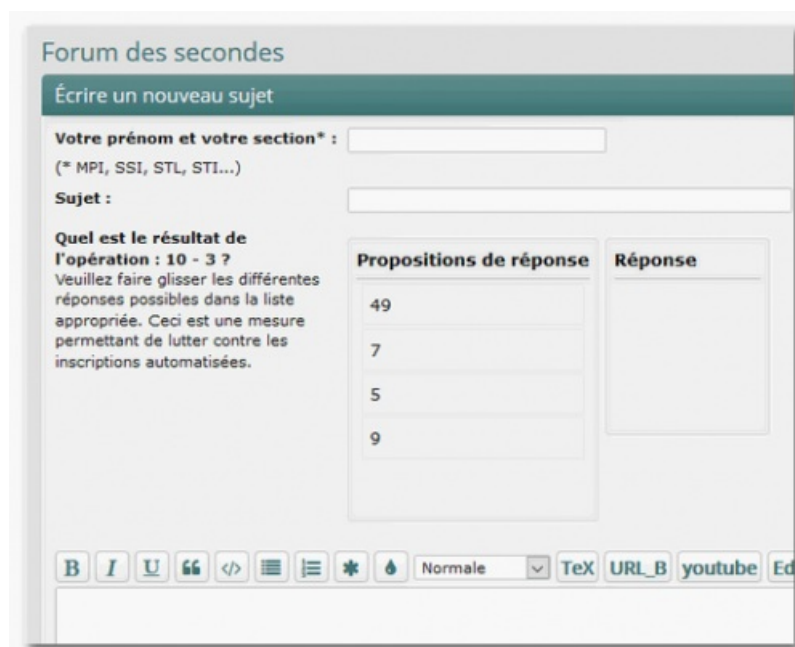 Forum des secondes
Écrire un nouveau sujet
Votre prénom et votre section* :
(* MPI, SSI, STL, STI...)
Sujet :
Quel est le résultat de
l'opération : 10 - 3 ?
Veuillez faire glisser les différentes
réponses possibles dans la liste
appropriée. Ceci est une mesure
permettant de lutter contre les
inscriptions automatisées.
Propositions de réponse
49
7
5
9
Réponse
B I U Normale TeX URL_B youtube Ed